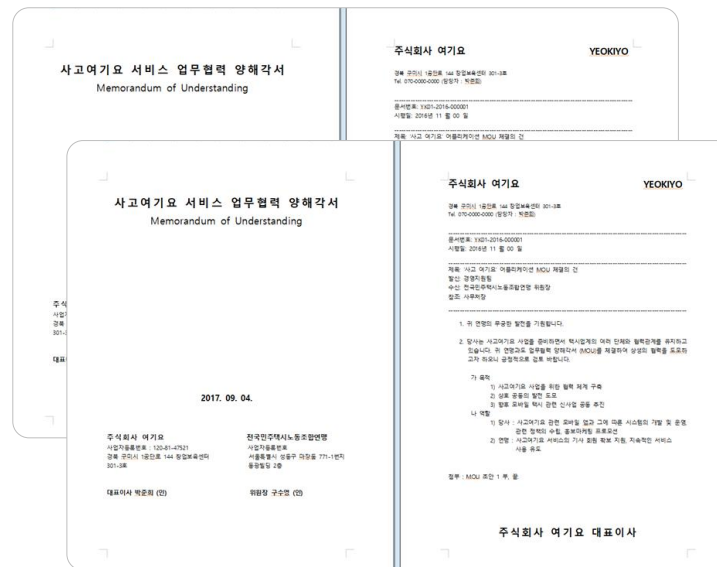 사고여기요 서비스 업무협력 양해각서
Memorandum of Understanding
주식
사업기
경북
301-3
대표
주식회사 여기요 YEOKIYO
경북 구미시 1공단로 144 창업보육센터 301-3호
Tel. 070-0000-0000 (담당자 : 박준희)
문서번호: YK01-2016-000001
시행일: 2016년 11 월 00 일
제목: '사고 여기요' 어플리케이션 MOU 체결의 건
사고여기요 서비스 업무협력 양해각서
Memorandum of Understanding
2017. 09. 04.
주식회사 여기요
사업자등록번호 : 120-81-47521
경북 구미시 1공단로 144 창업보육센터
301-3호
대표이사 박준희 (인)
전국민주택시노동조합연맹
사업자등록번호
서울특별시 성동구 마장동 771-1번지
동광빌딩 2층
위원장 구수영 (인)
주식회사 여기요 YEOKIYO
경북 구미시 1공단로 144 창업보육센터 301-3호
Tel. 070-0000-0000 (담당자 : 박준희)
문서번호: YK01-2016-000001
시행일: 2016년 11 월 00 일
제목: '사고 여기요' 어플리케이션 MOU 체결의 건
발신: 경영지원팀
수신: 전국민주택시노동조합연맹 위원장
참조: 사무처장
1. 귀 연맹의 무궁한 발전을 기원합니다.
2. 당사는 사고여기요 사업을 준비하면서 택시업계의 여러 단체와 협력관계를 유지하고
있습니다. 귀 연맹과도 업무협력 양해각서 (MOU)를 체결하여 상생의 협력을 도모하
고자 하오니 긍정적으로 검토 바랍니다.
가 목적
1) 사고여기요 사업을 위한 협력 체계 구축
2) 상호 공동의 발전 도모
3) 향후 모바일 택시 관련 신사업 공동 추진
나 역할
1) 당사 : 사고여기요 관련 모바일 앱과 그에 따른 시스템의 개발 및 운영,
관련 정책의 수립, 홍보마케팅 프로모션
2) 연맹 : 사고여기요 서비스의 기사 회원 확보 지원, 지속적인 서비스
사용 유도
첨부 : MOU 초안 1 부, 끝
주식회사 여기요 대표이사